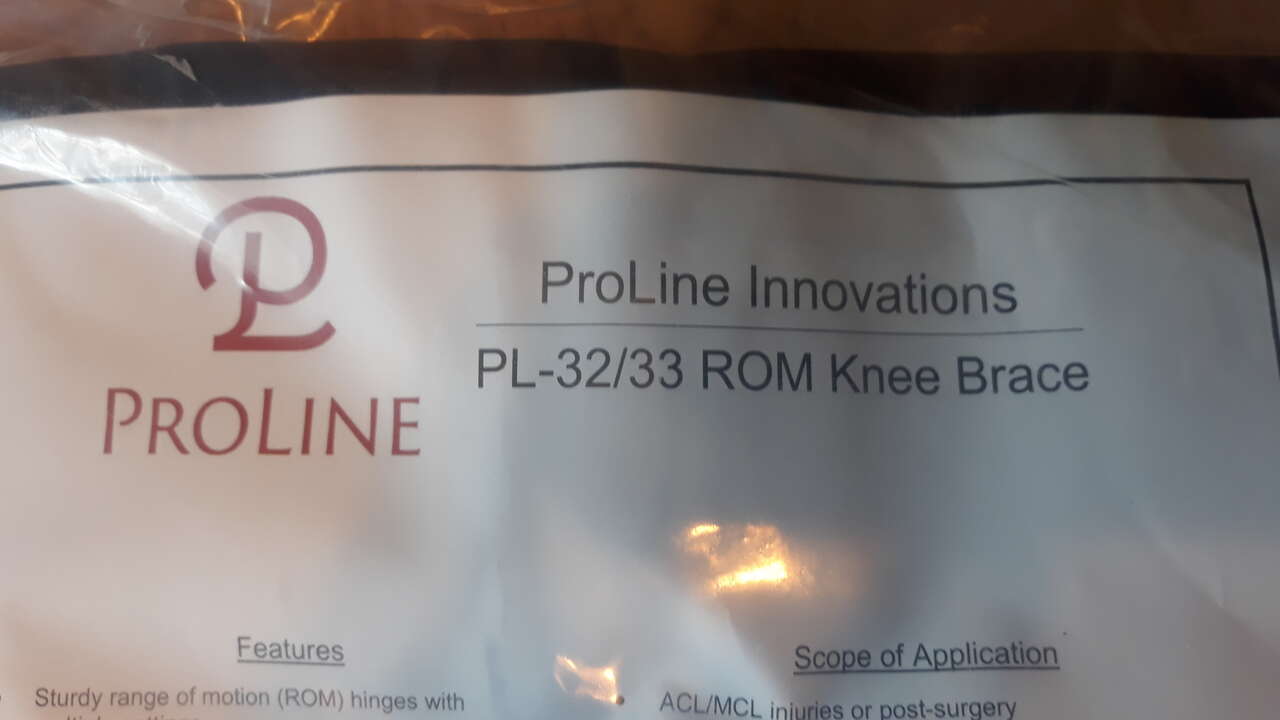 ProLine Innovations
PL-32/33 ROM Knee Brace
PROLINE
Features
Sturdy range of motion (ROM) hinges with
Scope of Application
ACL/MCL injuries or post-surgery